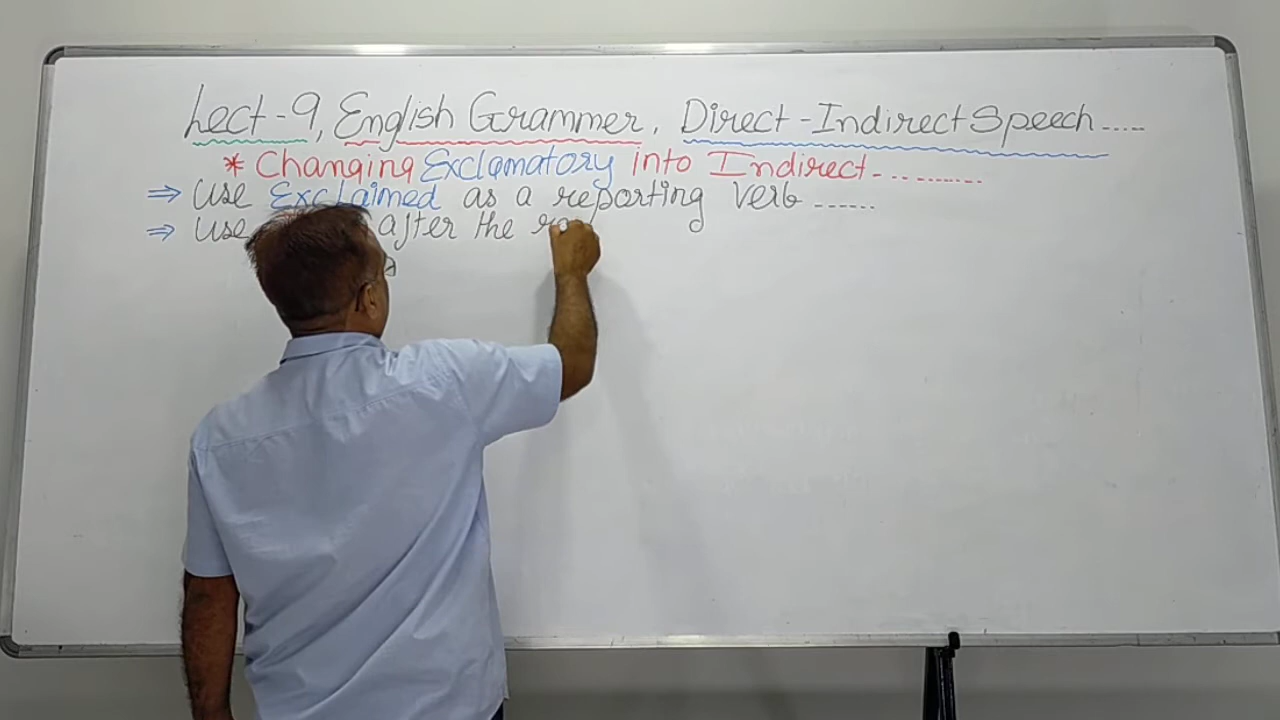 Lect-9, English Grammer, Direct-Indirect Speech.....
* Changing Exclamatory into Indirect..........
⇒ Use Exclaimed as a reporting verb ......
⇒ Use after the